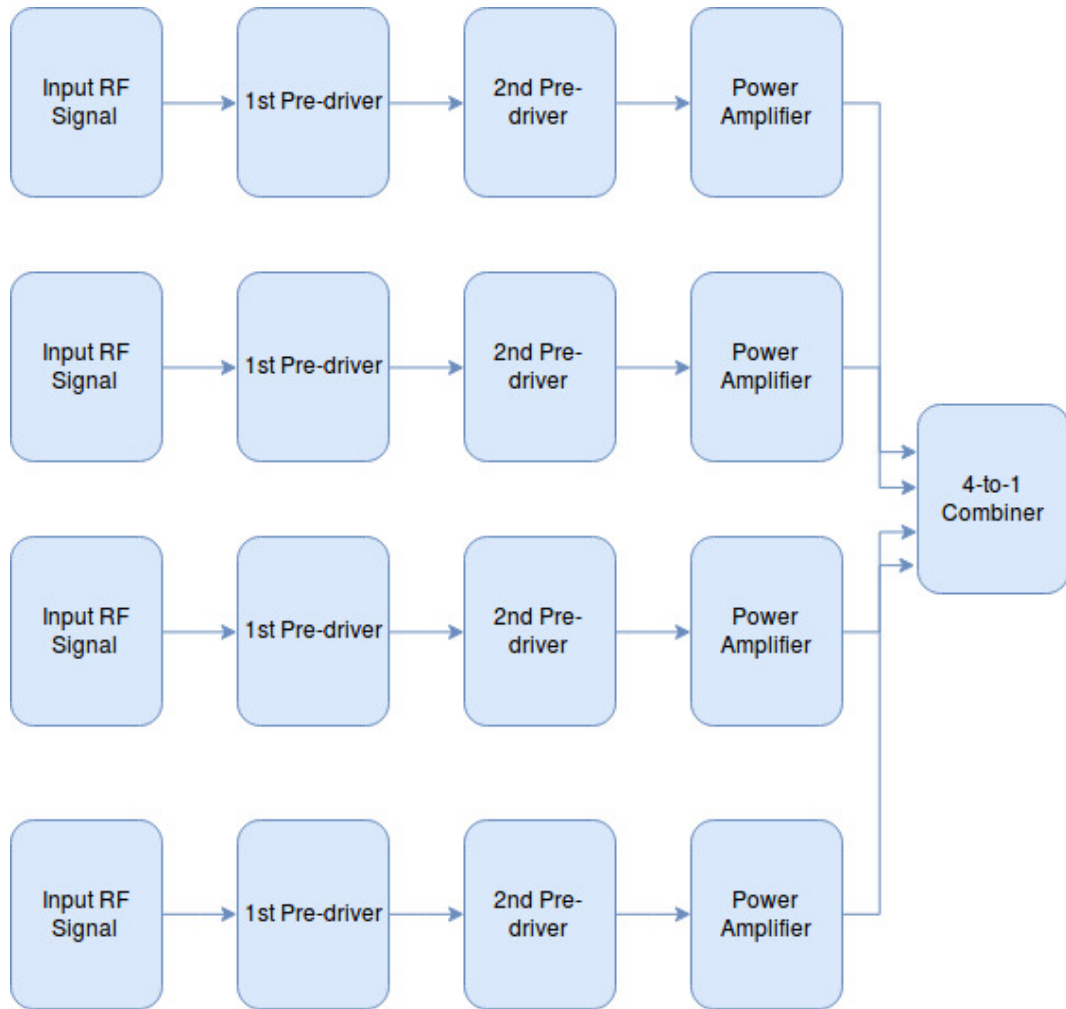 Input RF
Signal
1st Pre-driver
2nd Pre-
driver
Power
Amplifier
Input RF
Signal
1st Pre-driver
2nd Pre-
driver
Power
Amplifier
4-to-1
Combiner
Input RF
Signal
1st Pre-driver
2nd Pre-
driver
Power
Amplifier
Input RF
Signal
1st Pre-driver
2nd Pre-
driver
Power
Amplifier